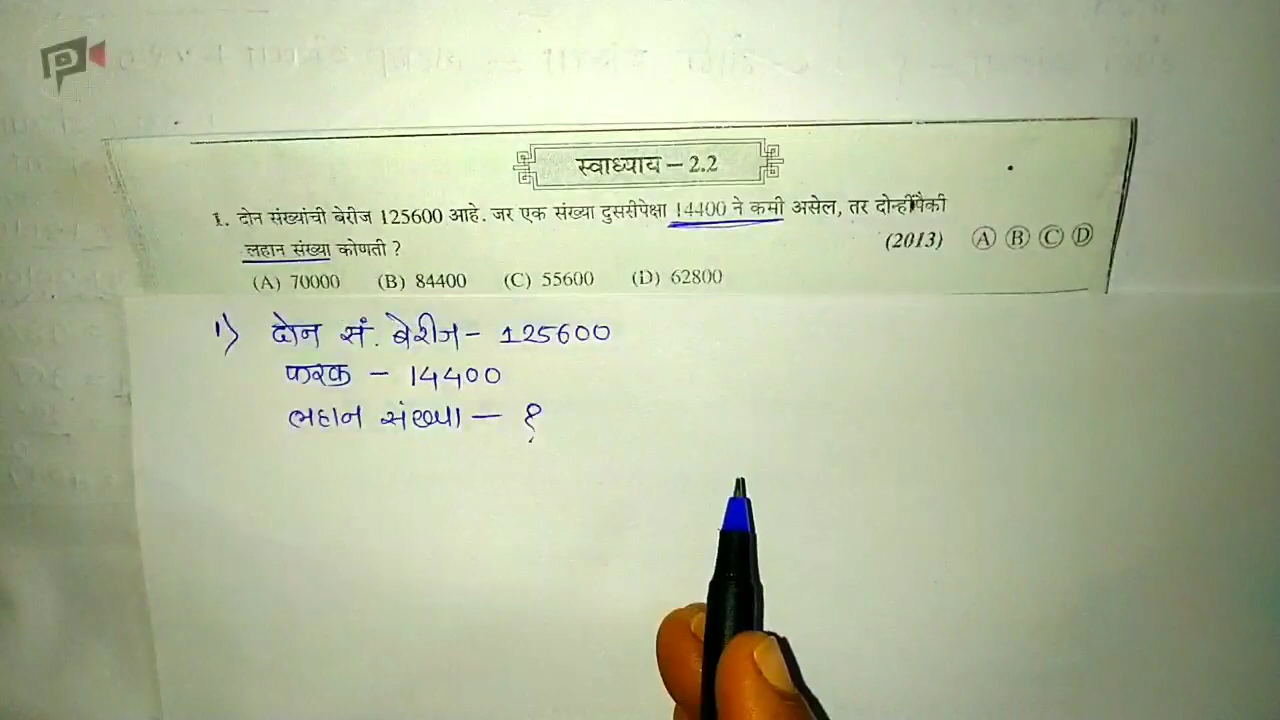 स्वाध्याय – 2.2
1. दोन संख्यांची बेरीज 125600 आहे. जर एक संख्या दुसरीपेक्षा 14400 ने कमी असेल, तर दोन्हींपैकी
लहान संख्या कोणती ? (2013) A B C D
(A) 70000 (B) 84400 (C) 55600 (D) 62800
1) दोन सं. बेरीज - 125600
फरक - 14400
लहान संख्या - ?